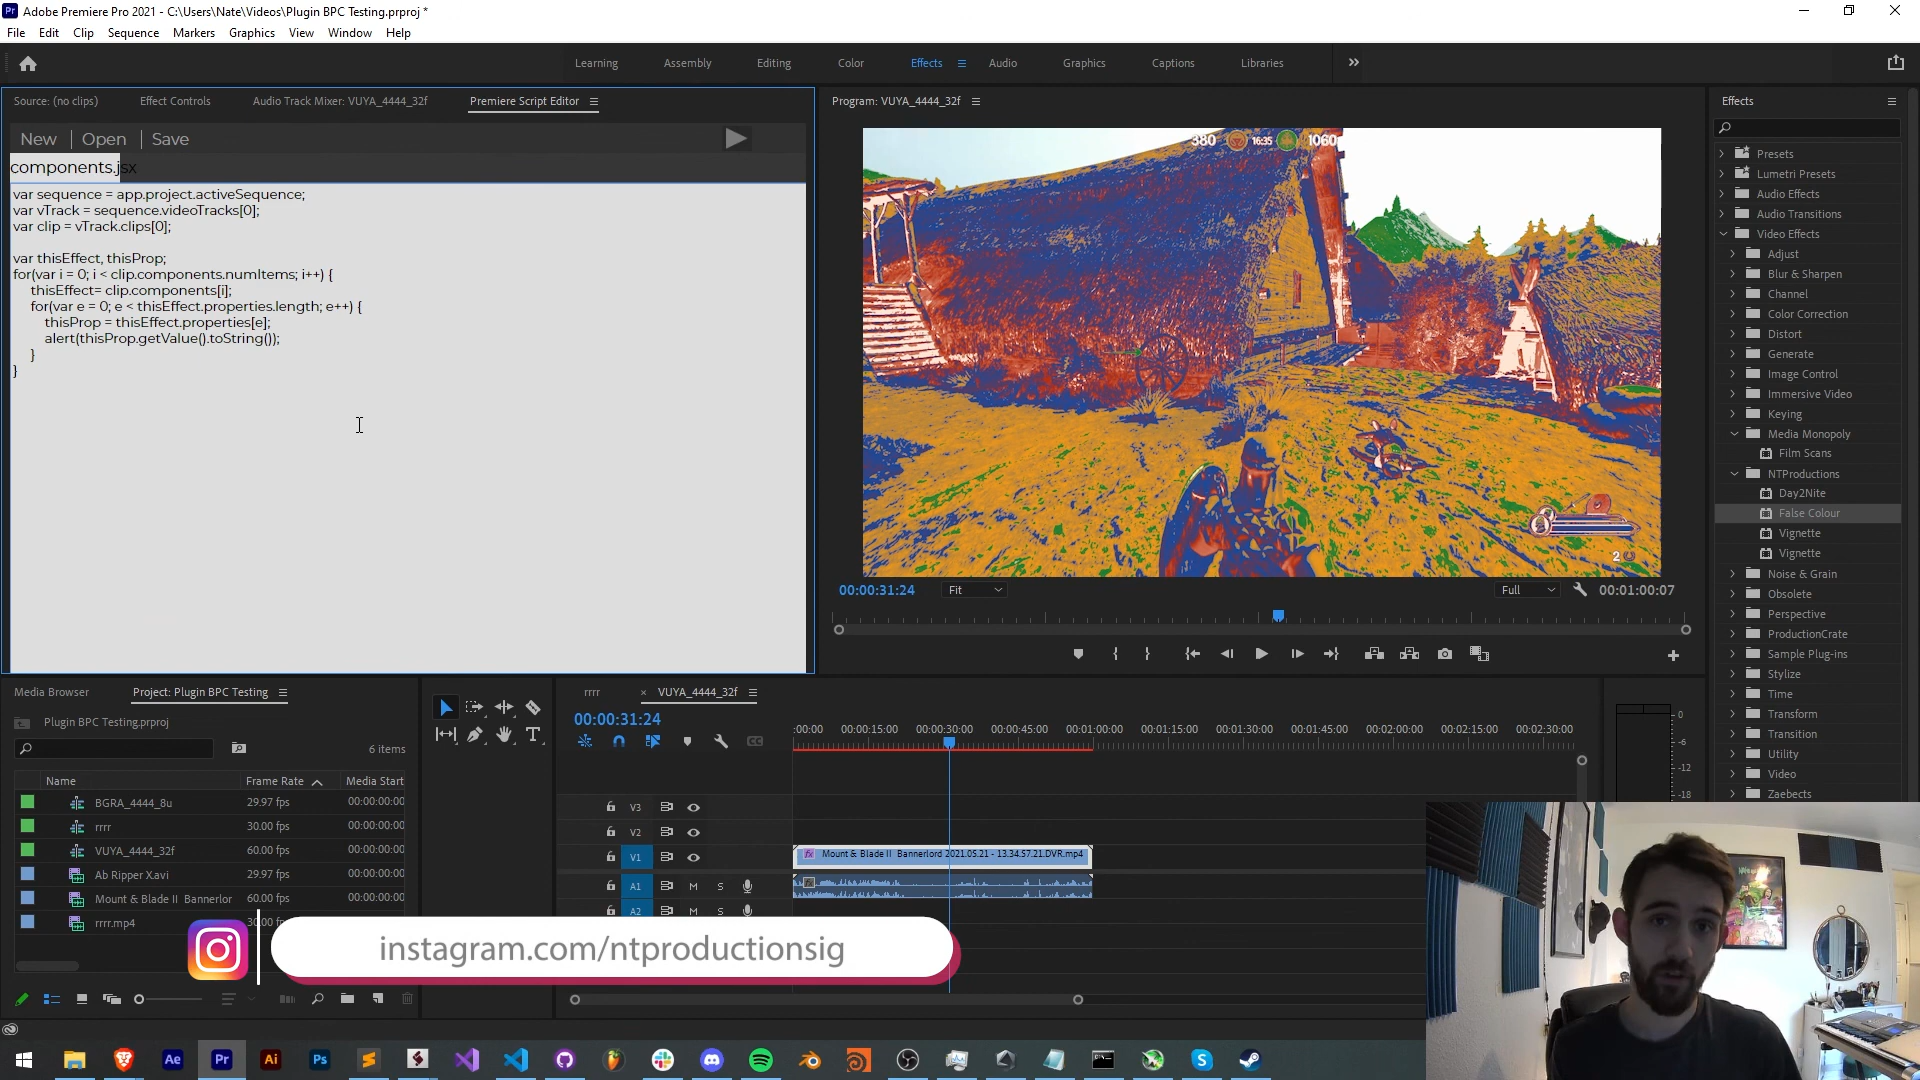 Adobe Premiere Pro 2021 - C:\Users\Nate\Videos\Plugin BPC Testing.prproj *
File Edit Clip Sequence Markers Graphics View Window Help
Learning Assembly Editing Color Effects Audio Graphics Captions Libraries
Source: (no clips) Effect Controls Audio Track Mixer: VUYA_4444_32f Premiere Script Editor
New Open Save
components.jsx
var sequence = app.project.activeSequence;
var vTrack = sequence.videoTracks[0];
var clip = vTrack.clips[0];
var thisEffect, thisProp;
for(var i = 0; i < clip.components.numItems; i++) {
thisEffect= clip.components[i];
for(var e = 0; e < thisEffect.properties.length; e++) {
thisProp = thisEffect.properties[e];
alert(thisProp.getValue().toString());
}
}
Program: VUYA_4444_32f
380 16:35 1060
2
00:00:31:24 Fit Full 00:01:00:07
Effects
Presets
Lumetri Presets
Audio Effects
Audio Transitions
Video Effects
Adjust
Blur & Sharpen
Channel
Color Correction
Distort
Generate
Image Control
Immersive Video
Keying
Media Monopoly
Film Scans
NTProductions
Day2Nite
False Colour
Vignette
Vignette
Noise & Grain
Obsolete
Perspective
ProductionCrate
Sample Plug-ins
Stylize
Time
Transform
Transition
Utility
Video
Zaebects
Media Browser Project: Plugin BPC Testing
Plugin BPC Testing.prproj
6 items
Name Frame Rate Media Start
BGRA_4444_8u 29.97 fps 00:00:00:00
rrrr 30.00 fps 00:00:00:00
VUYA_4444_32f 60.00 fps 00:00:00:00
Ab Ripper X.avi 29.97 fps 00:00:00:00
Mount & Blade II Bannerlor 60.00 fps 00:00:00:00
rrrr.mp4
rrrr × VUYA_4444_32f
00:00:31:24
:00:00 00:00:15:00 00:00:30:00 00:00:45:00 00:01:00:00 00:01:15:00 00:01:30:00 00:01:45:00 00:02:00:00 00:02:15:00 00:02:30:00
V3
V2
V1 Mount & Blade II Bannerlord 2021.05.21 - 13.34.57.21.DVR.mp4
A1 M S
A2 M S
0
-6
-12
-18
instagram.com/ntproductionsig
Ae Pr Ai Ps